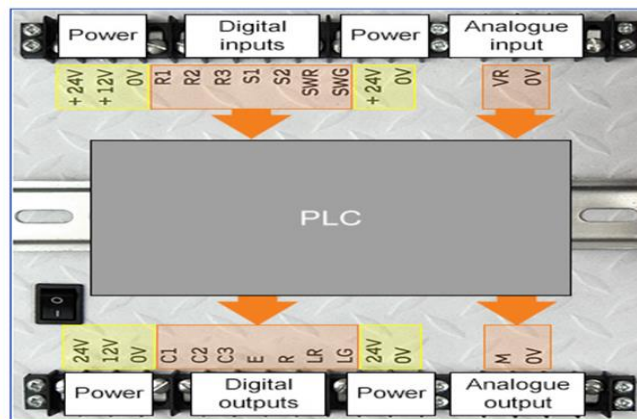 Power
Digital inputs
Power
Analogue input
+24V +12V 0V R1 R2 R3 S1 S2 SWR SWG +24V 0V VR 0V
PLC
24V 12V 0V C1 C2 C3 E R LR LG 24V 0V M 0V
Power
Digital outputs
Power
Analogue output